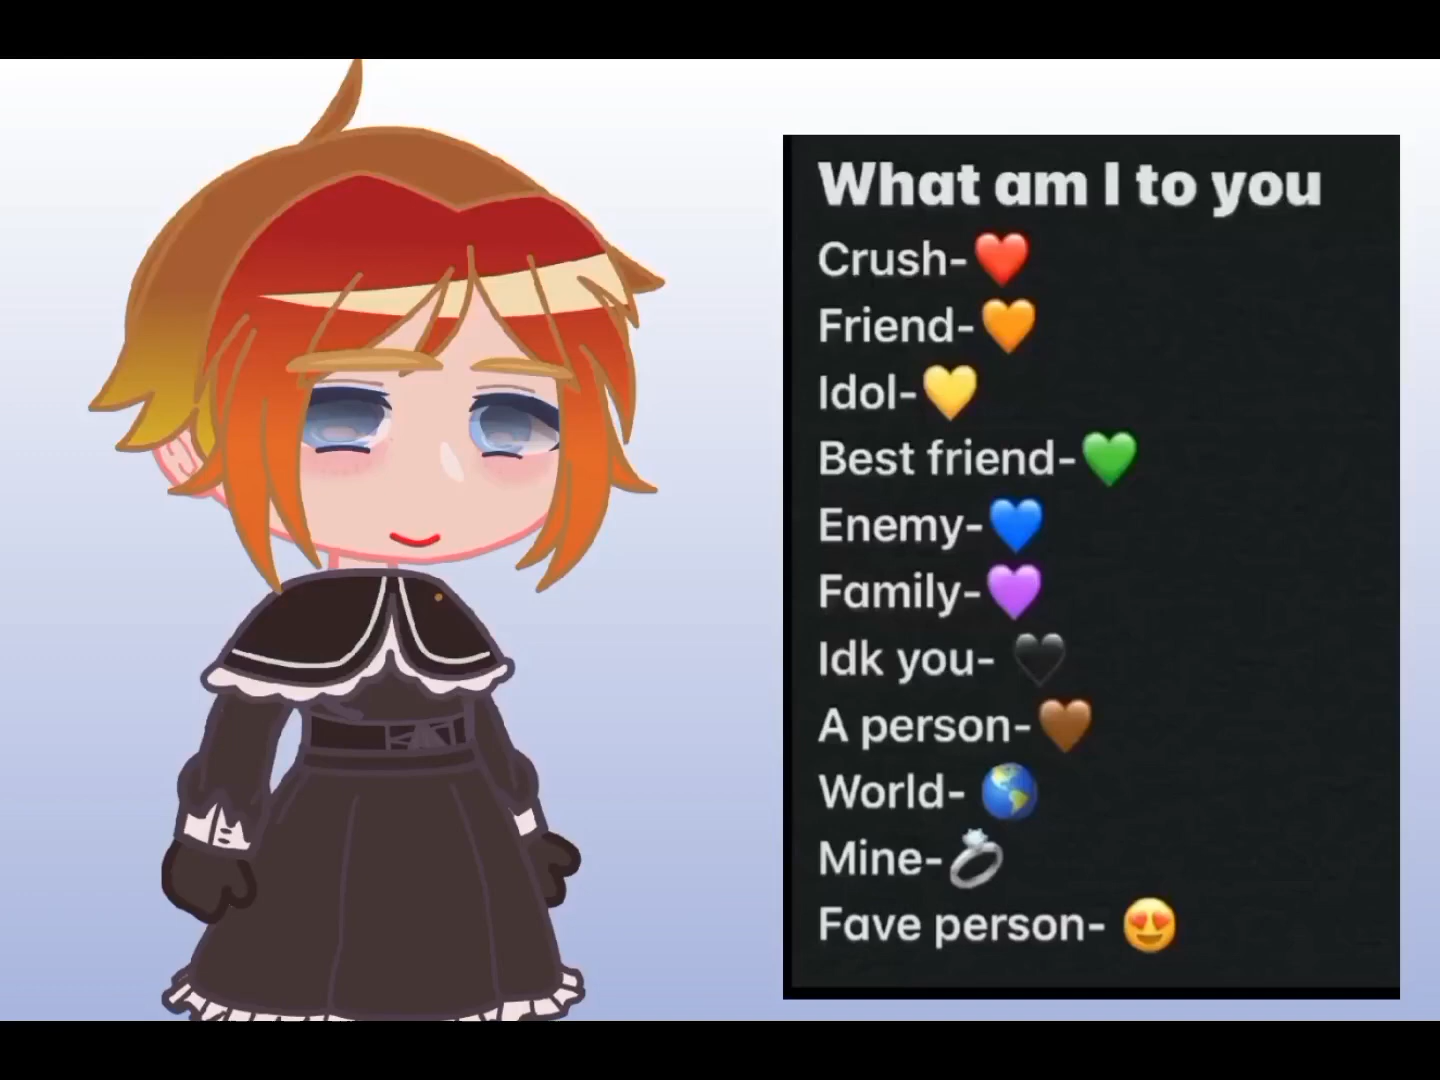 What am I to you
Crush-❤️
Friend-🧡
Idol-💛
Best friend-💚
Enemy-💙
Family-💜
Idk you- 🖤
A person-🤎
World- 🌎
Mine-💍
Fave person- 😍